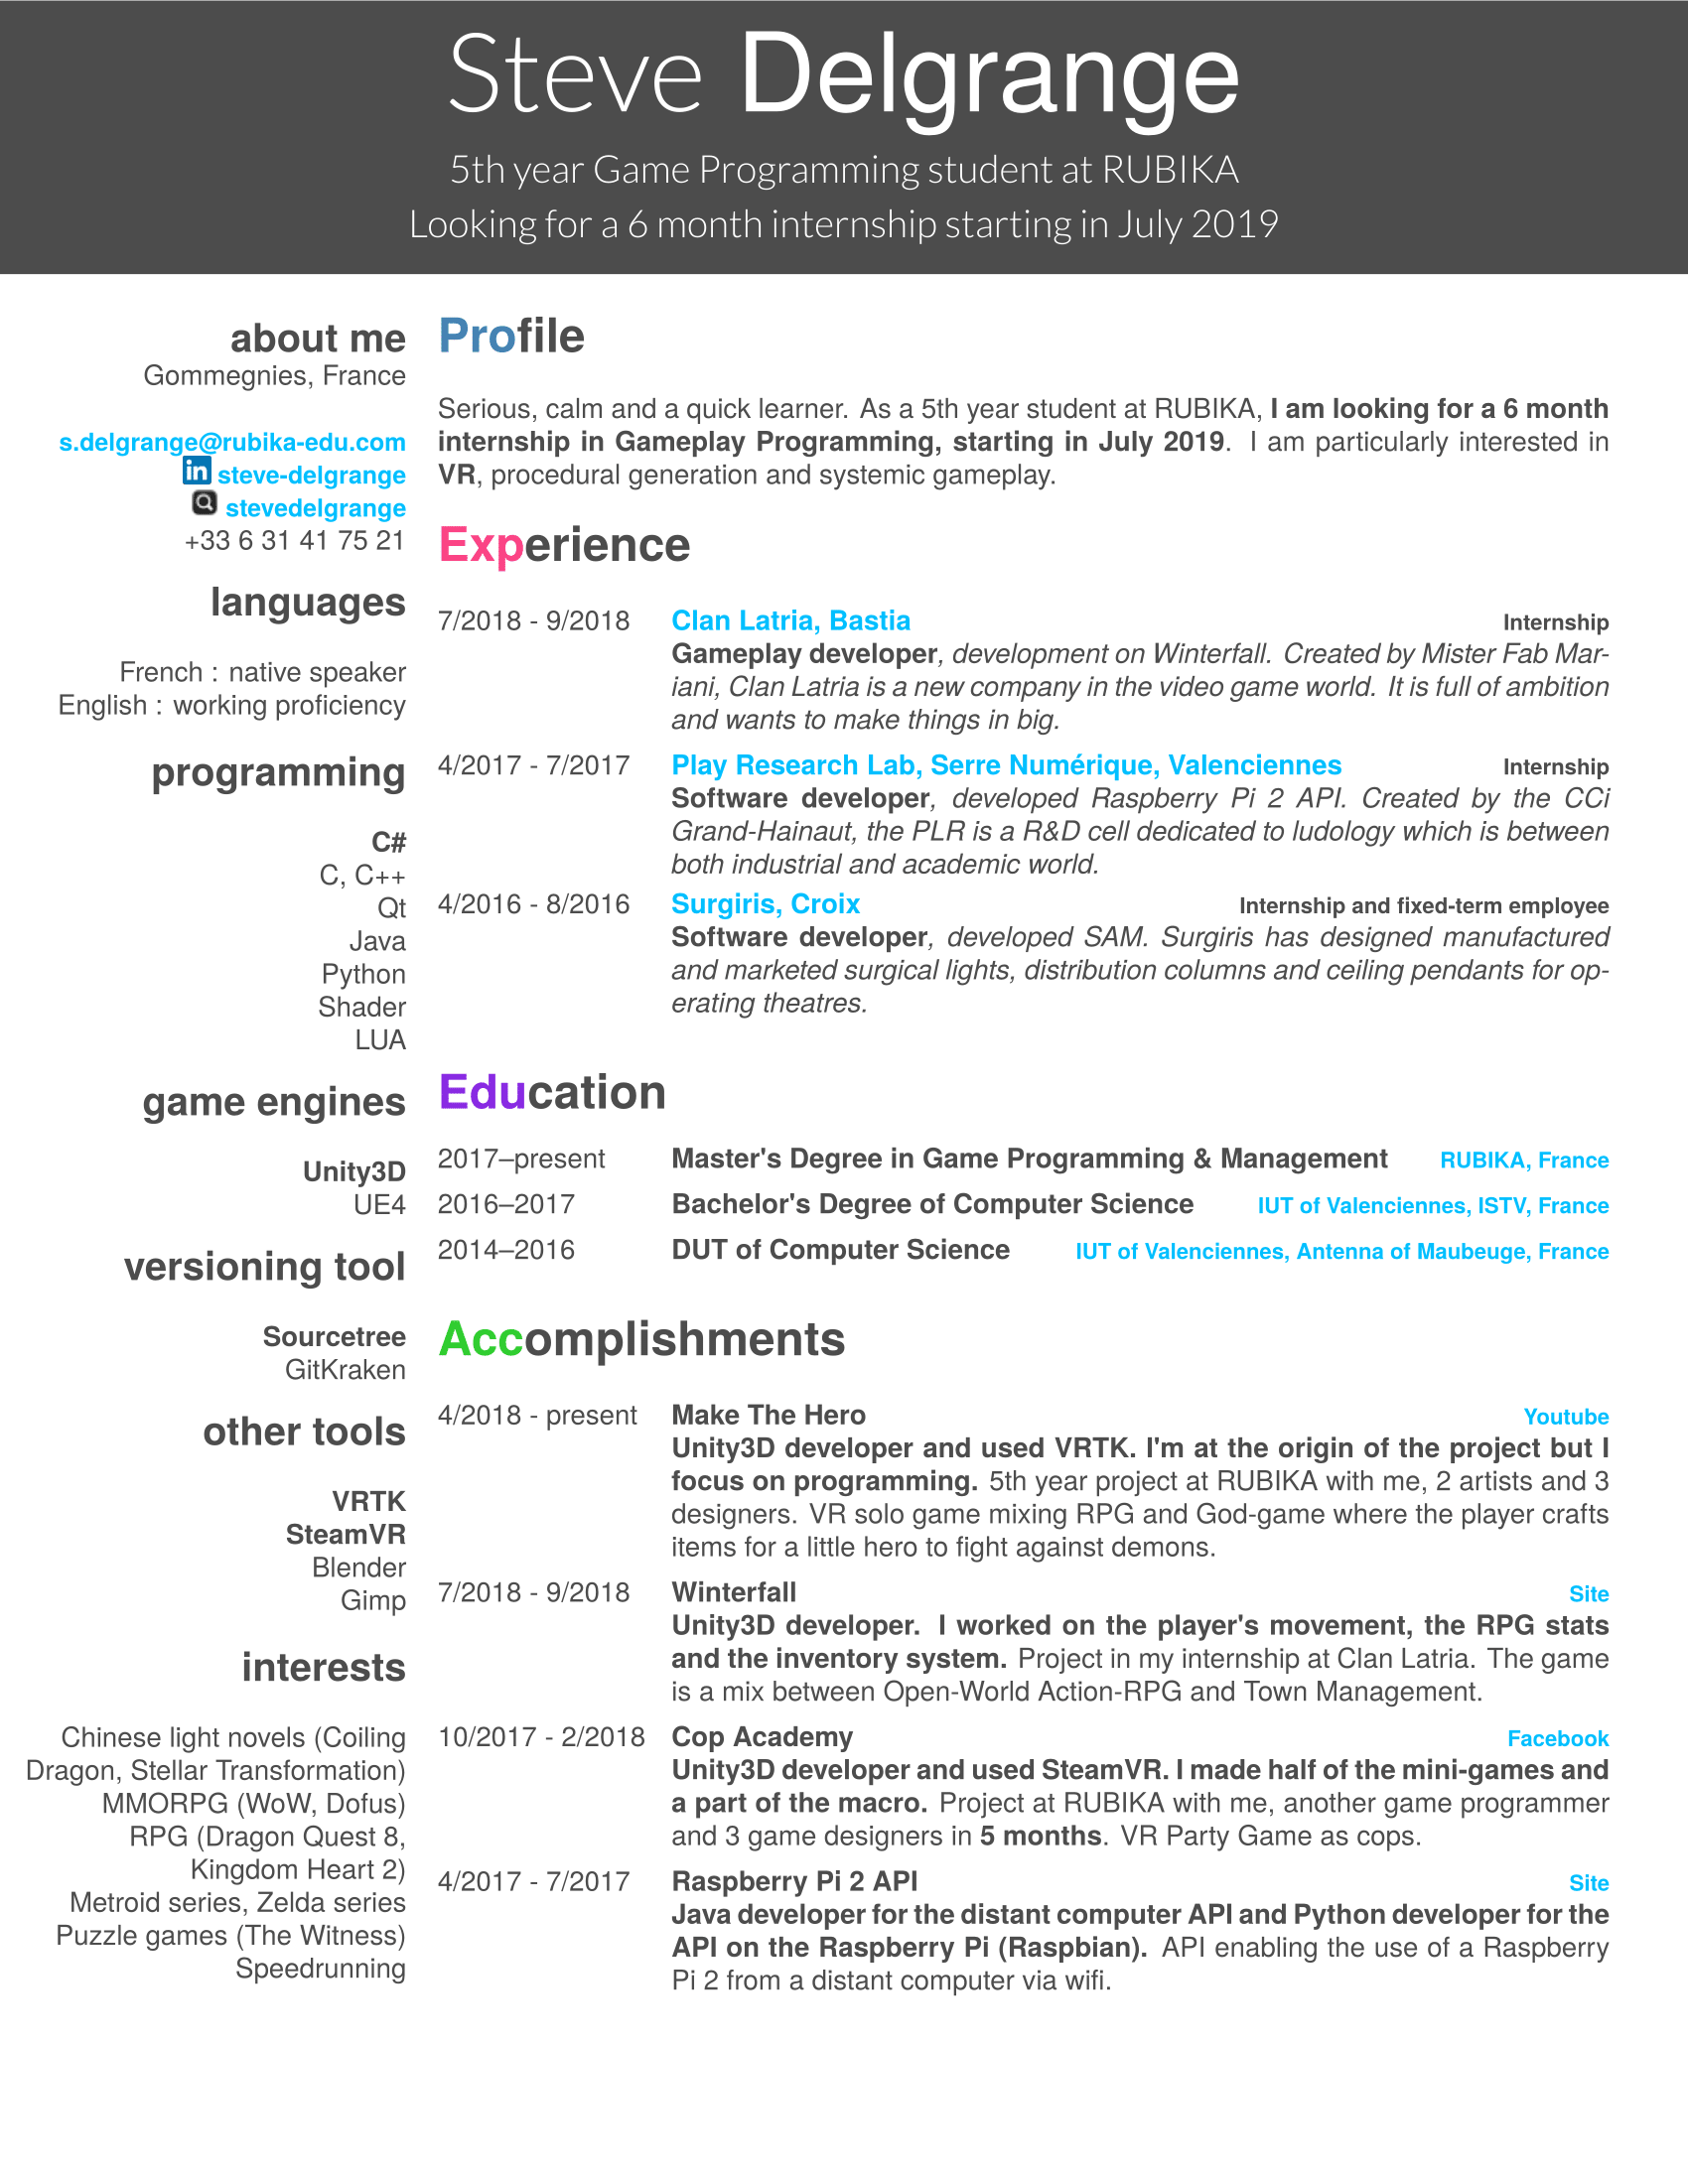 Steve Delgrange
5th year Game Programming student at RUBIKA
Looking for a 6 month internship starting in July 2019
about me
Gommegnies, France
s.delgrange@rubika-edu.com
in steve-delgrange
stevedelgrange
+33 6 31 41 75 21
languages
French : native speaker
English : working proficiency
programming
C#
C, C++
Qt
Java
Python
Shader
LUA
game engines
Unity3D
UE4
versioning tool
Sourcetree
GitKraken
other tools
VRTK
SteamVR
Blender
Gimp
interests
Chinese light novels (Coiling
Dragon, Stellar Transformation)
MMORPG (WoW, Dofus)
RPG (Dragon Quest 8,
Kingdom Heart 2)
Metroid series, Zelda series
Puzzle games (The Witness)
Speedrunning
Profile
Serious, calm and a quick learner. As a 5th year student at RUBIKA, I am looking for a 6 month
internship in Gameplay Programming, starting in July 2019. I am particularly interested in
VR, procedural generation and systemic gameplay.
Experience
7/2018 - 9/2018 Clan Latria, Bastia Internship
Gameplay developer, development on Winterfall. Created by Mister Fab Mar-
iani, Clan Latria is a new company in the video game world. It is full of ambition
and wants to make things in big.
4/2017 - 7/2017 Play Research Lab, Serre Numérique, Valenciennes Internship
Software developer, developed Raspberry Pi 2 API. Created by the CCi
Grand-Hainaut, the PLR is a R&D cell dedicated to ludology which is between
both industrial and academic world.
4/2016 - 8/2016 Surgiris, Croix Internship and fixed-term employee
Software developer, developed SAM. Surgiris has designed manufactured
and marketed surgical lights, distribution columns and ceiling pendants for op-
erating theatres.
Education
2017–present Master's Degree in Game Programming & Management RUBIKA, France
2016–2017 Bachelor's Degree of Computer Science IUT of Valenciennes, ISTV, France
2014–2016 DUT of Computer Science IUT of Valenciennes, Antenna of Maubeuge, France
Accomplishments
4/2018 - present Make The Hero Youtube
Unity3D developer and used VRTK. I'm at the origin of the project but I
focus on programming. 5th year project at RUBIKA with me, 2 artists and 3
designers. VR solo game mixing RPG and God-game where the player crafts
items for a little hero to fight against demons.
7/2018 - 9/2018 Winterfall Site
Unity3D developer. I worked on the player's movement, the RPG stats
and the inventory system. Project in my internship at Clan Latria. The game
is a mix between Open-World Action-RPG and Town Management.
10/2017 - 2/2018 Cop Academy Facebook
Unity3D developer and used SteamVR. I made half of the mini-games and
a part of the macro. Project at RUBIKA with me, another game programmer
and 3 game designers in 5 months. VR Party Game as cops.
4/2017 - 7/2017 Raspberry Pi 2 API Site
Java developer for the distant computer API and Python developer for the
API on the Raspberry Pi (Raspbian). API enabling the use of a Raspberry
Pi 2 from a distant computer via wifi.